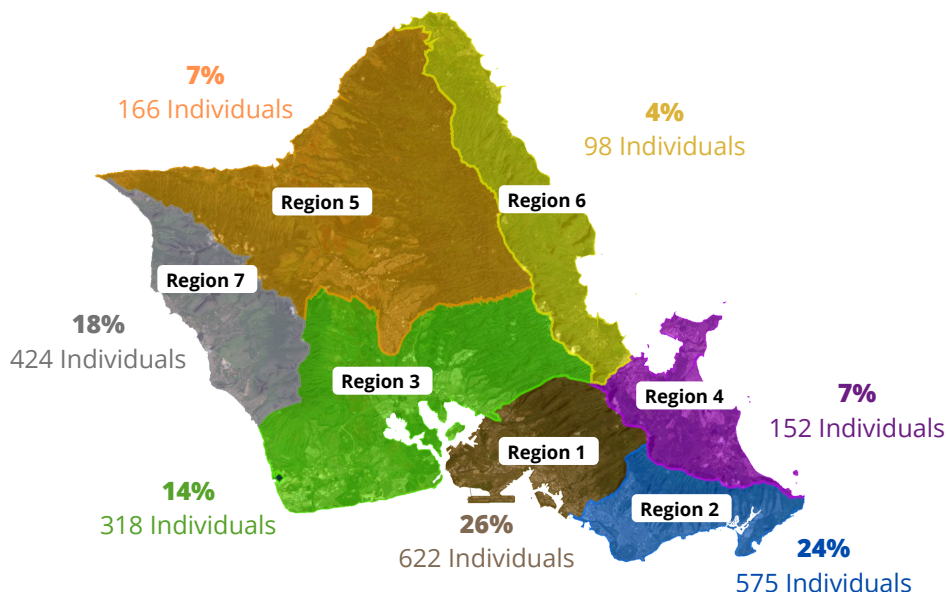 7%
166 Individuals
4%
98 Individuals
Region 5
Region 6
Region 7
18%
424 Individuals
Region 3
Region 4
7%
152 Individuals
Region 1
14%
318 Individuals
Region 2
26%
622 Individuals
24%
575 Individuals